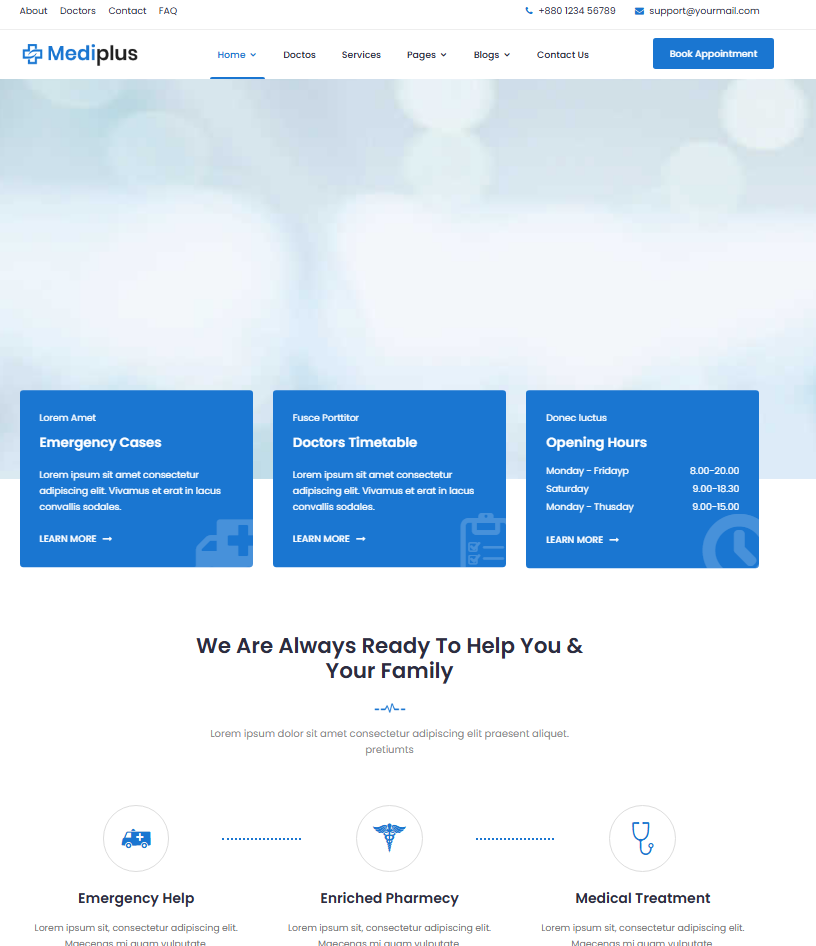 About Doctors Contact FAQ +880 1234 56789 support@yourmail.com
Mediplus Home Doctos Services Pages Blogs Contact Us Book Appointment
Lorem Amet
Emergency Cases
Lorem ipsum sit amet consectetur
adipiscing elit. Vivamus et erat in lacus
convallis sodales.
LEARN MORE
Fusce Porttitor
Doctors Timetable
Lorem ipsum sit amet consectetur
adipiscing elit. Vivamus et erat in lacus
convallis sodales.
LEARN MORE
Donec luctus
Opening Hours
Monday - Fridayp 8.00-20.00
Saturday 9.00-18.30
Monday - Thusday 9.00-15.00
LEARN MORE
We Are Always Ready To Help You &
Your Family
Lorem ipsum dolor sit amet consectetur adipiscing elit praesent aliquet.
pretiumts
Emergency Help
Lorem ipsum sit, consectetur adipiscing elit.
Maecenas mi quam vulputate
Enriched Pharmecy
Lorem ipsum sit, consectetur adipiscing elit.
Maecenas mi quam vulputate
Medical Treatment
Lorem ipsum sit, consectetur adipiscing elit.
Maecenas mi quam vulputate